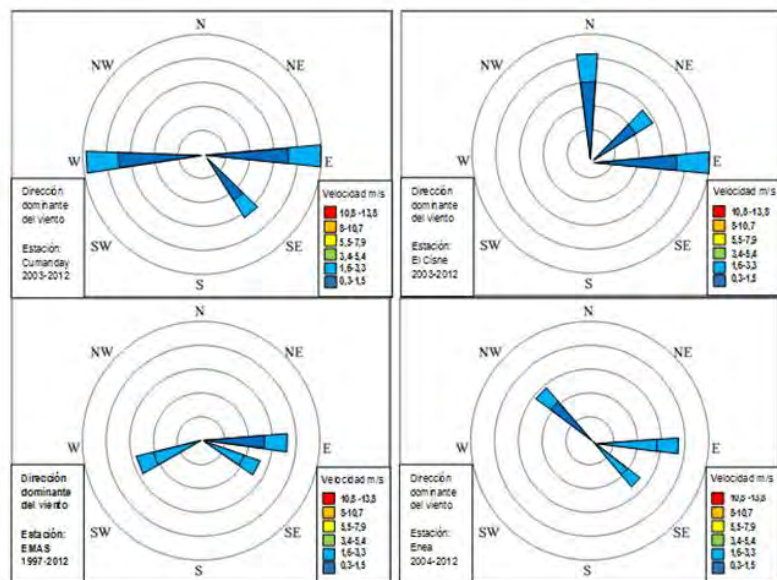 N
NW
NE
W
E
SW
SE
S
Dirección
dominante
del viento
Estación:
Cumanday
2003-2012
Velocidad m/s
10,8 -13,8
8-10,7
5,5-7,9
3,4-5,4
1,6-3,3
0,3-1,5
N
NW
NE
W
E
SW
SE
S
Dirección
dominante
del viento
Estación:
El Cisne
2003-2012
Velocidad m/s
10,8 -13,8
8-10,7
5,5-7,9
3,4-5,4
1,6-3,3
0,3-1,5
N
NW
NE
W
E
SW
SE
S
Dirección
dominante
del viento
Estación:
EMAS
1997-2012
Velocidad m/s
10,8 -13,8
8-10,7
5,5-7,9
3,4-5,4
1,6-3,3
0,3-1,5
N
NW
NE
W
E
SW
SE
S
Dirección
dominante
del viento
Estación:
Enea
2004-2012
Velocidad m/s
10,8 -13,8
8-10,7
5,5-7,9
3,4-5,4
1,6-3,3
0,3-1,5